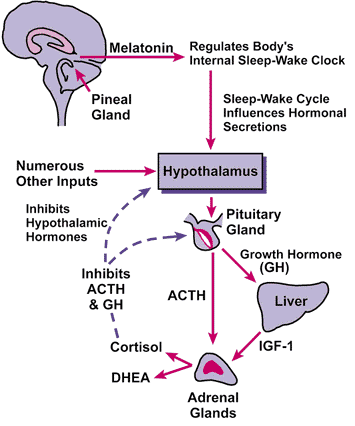 Melatonin
Regulates Body's
Internal Sleep-Wake Clock
Pineal
Gland
Sleep-Wake Cycle
Influences Hormonal
Secretions
Numerous
Other Inputs
Hypothalamus
Inhibits
Hypothalamic
Hormones
Pituitary
Gland
Growth Hormone
(GH)
Inhibits
ACTH
& GH
ACTH
Liver
IGF-1
Cortisol
DHEA
Adrenal
Glands